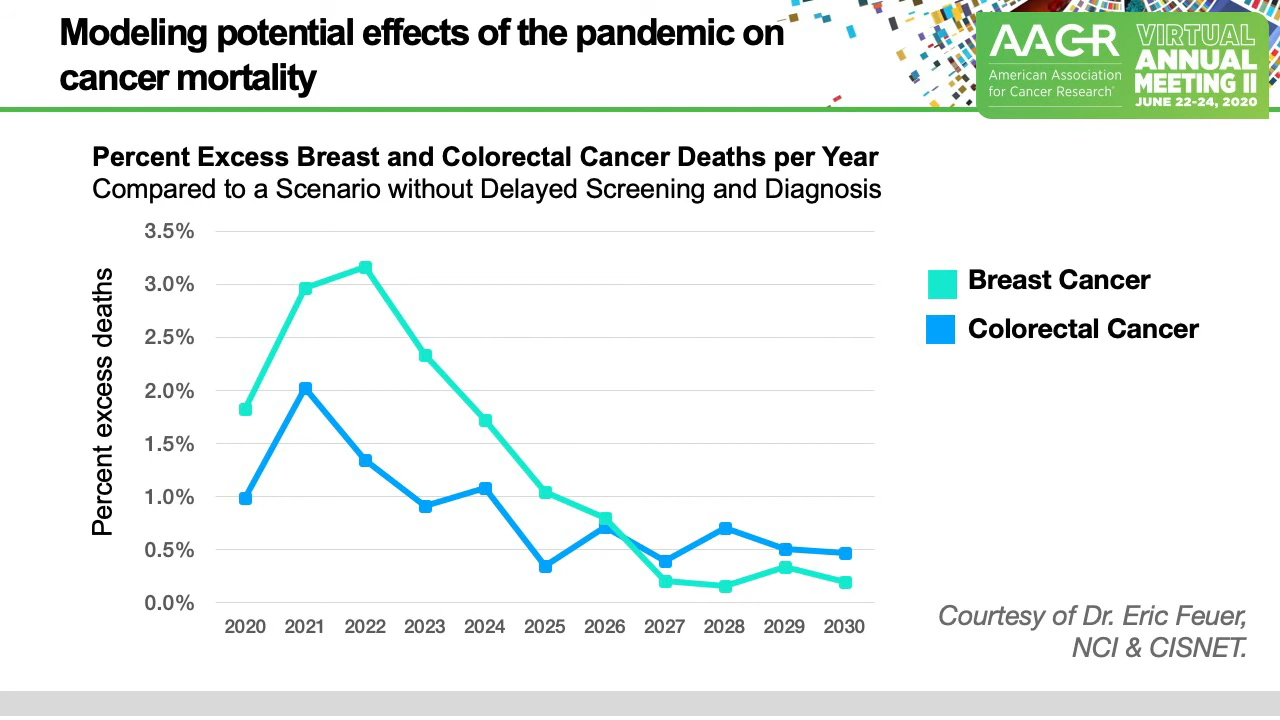 Modeling potential effects of the pandemic on
cancer mortality
AACR
American Association
for Cancer Research®
VIRTUAL
ANNUAL
MEETING II
JUNE 22-24, 2020
Percent Excess Breast and Colorectal Cancer Deaths per Year
Compared to a Scenario without Delayed Screening and Diagnosis
Percent excess deaths
3.5%
3.0%
2.5%
2.0%
1.5%
1.0%
0.5%
0.0%
2020 2021 2022 2023 2024 2025 2026 2027 2028 2029 2030
Breast Cancer
Colorectal Cancer
Courtesy of Dr. Eric Feuer,
NCI & CISNET.